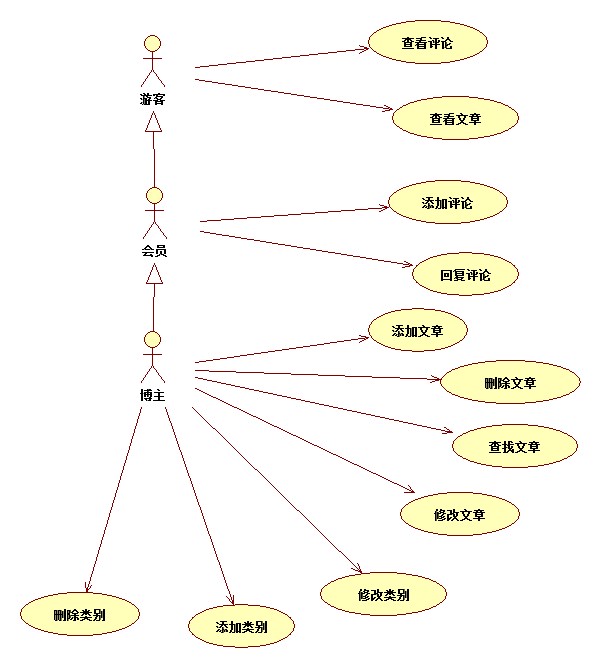 查看评论
游客
查看文章
添加评论
会员
回复评论
添加文章
删除文章
博主
查找文章
修改文章
修改类别
删除类别
添加类别